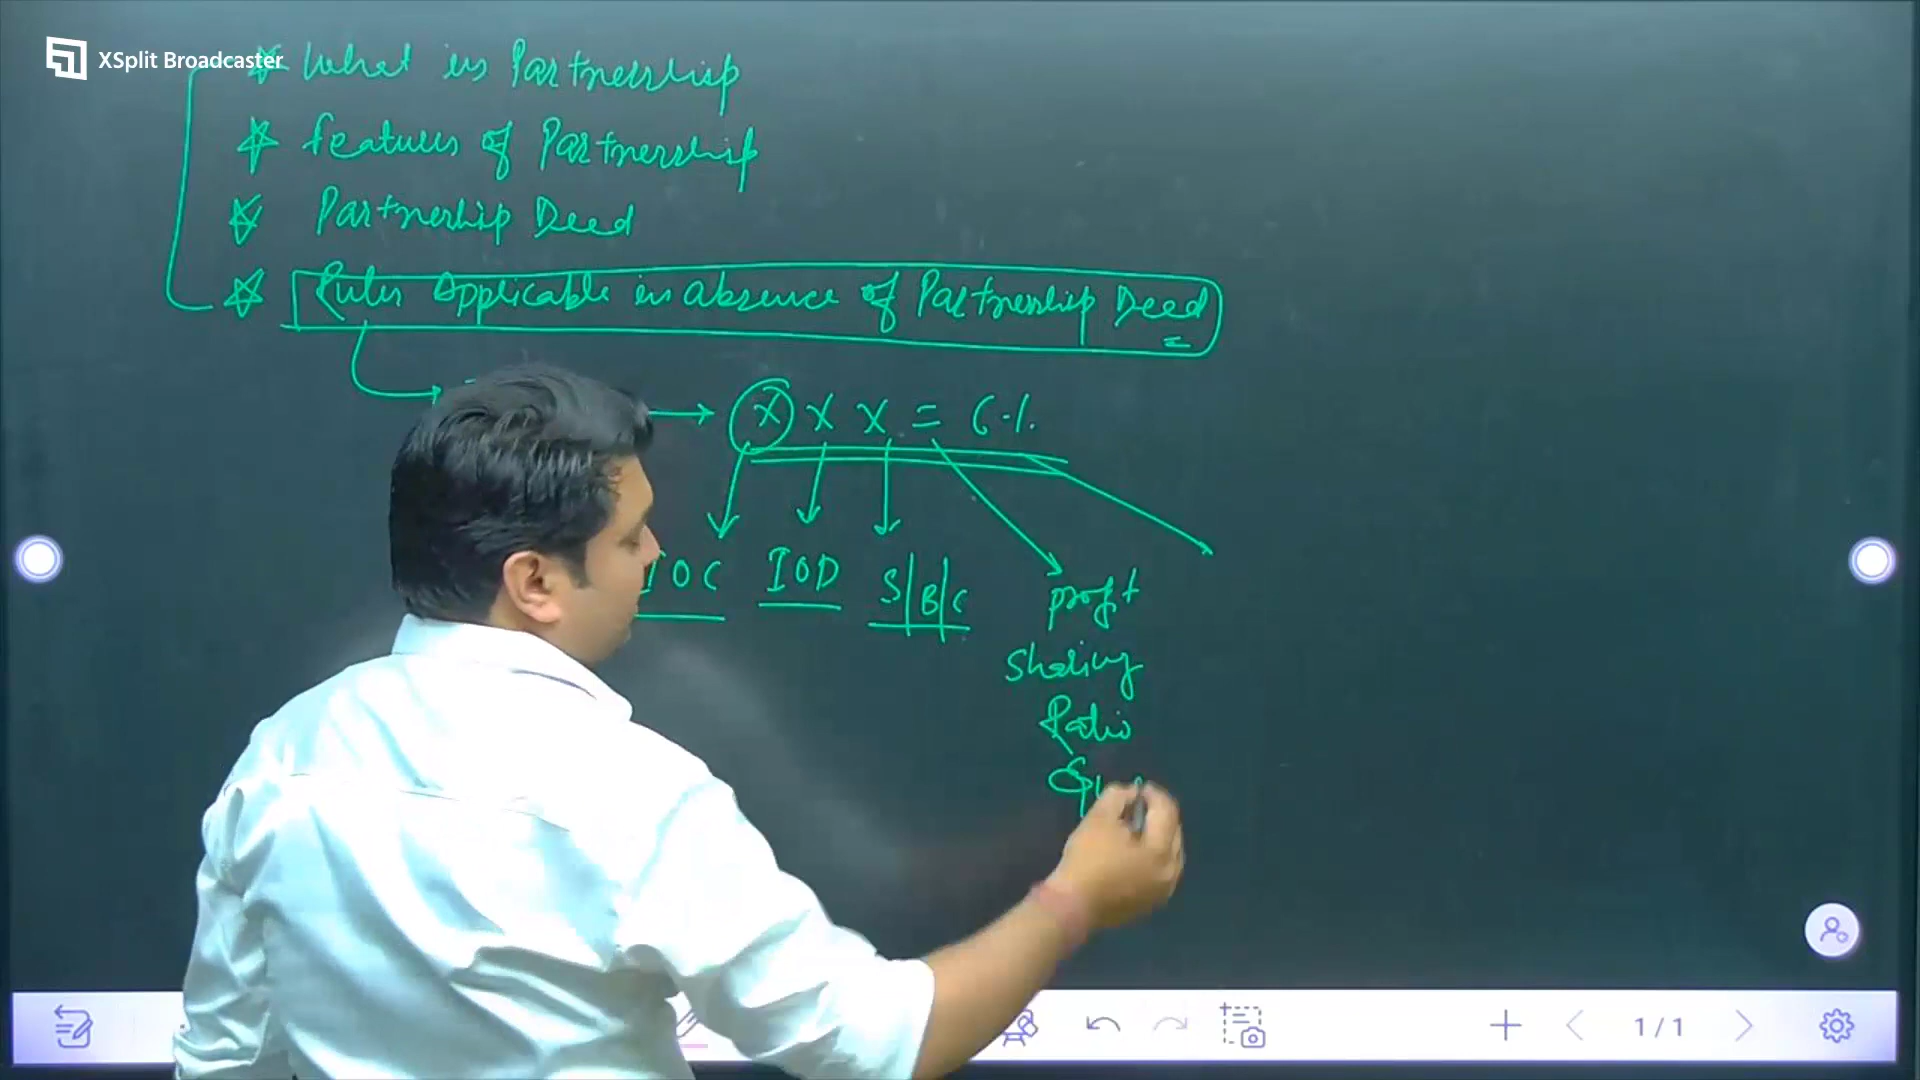 XSplit Broadcaster
What is Partnership
Features of Partnership
Partnership Deed
Rules Applicable in absence of Partnership Deed
X X X = 6 %
IOC IOD S/B/C
profit
Sharing
Ratio
1/1